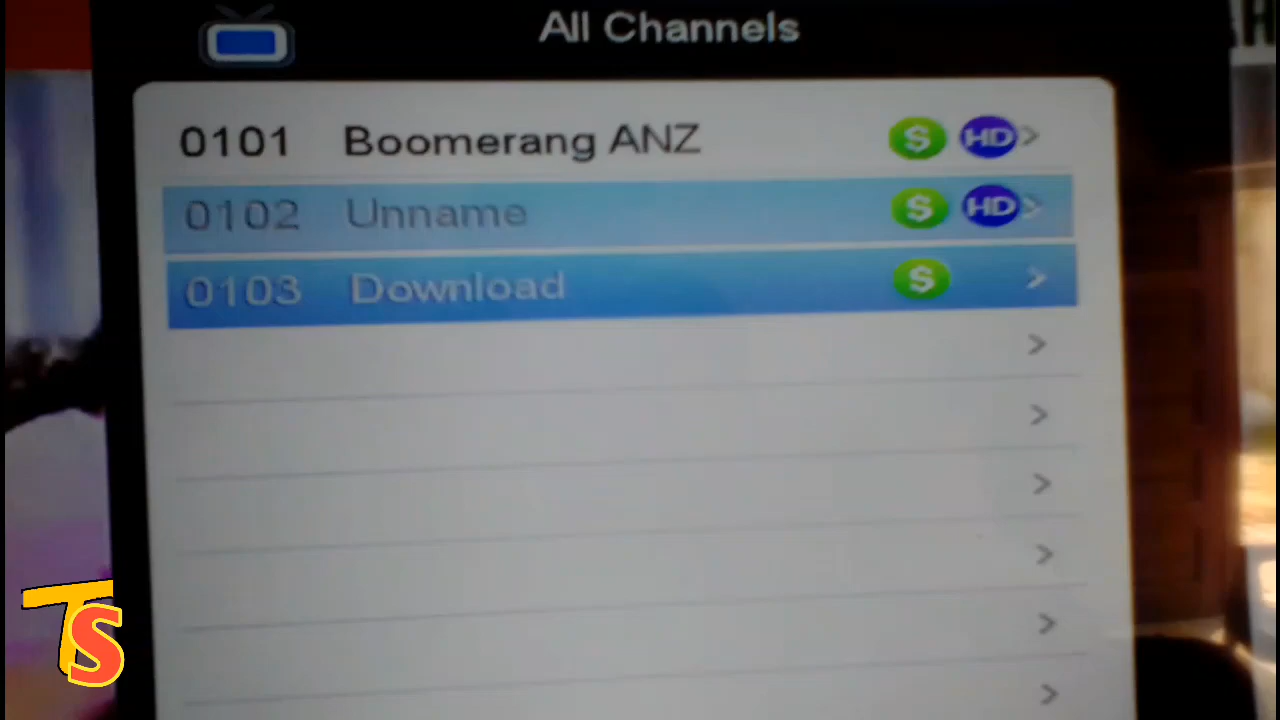 All Channels
0101 Boomerang ANZ $ HD >
0102 Unname $ HD >
0103 Download $ >
>
>
>
>
>
>
TS